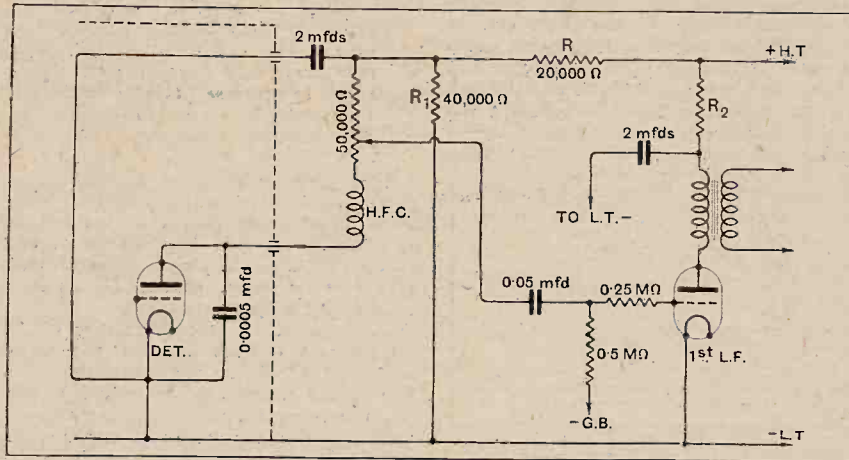 2 mfds
R
20,000 Ω
+H.T
R1
40,000 Ω
50,000 Ω
R2
2 mfds
H.F.C.
TO L.T.-
0·0005 mfd
0·05 mfd
0·25 MΩ
DET.
0·5 MΩ
1st L.F.
-G.B.
-L.T